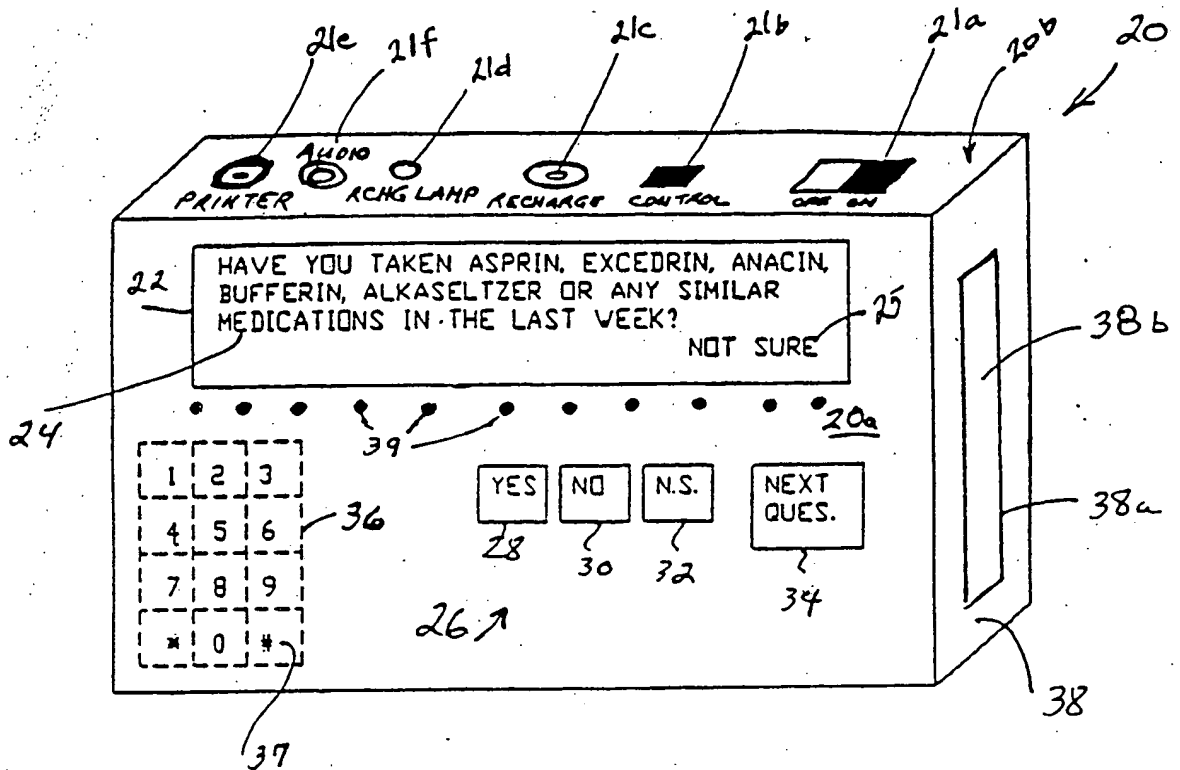 21e 21f 21d 21c 21b 21a 20b 20
AUDIO
PRINTER RCHG LAMP RECHARGE CONTROL OFF ON
HAVE YOU TAKEN ASPRIN, EXCEDRIN, ANACIN,
22 BUFFERIN, ALKASELTZER OR ANY SIMILAR
MEDICATIONS IN THE LAST WEEK? 25
NOT SURE
38b
24 39 20a
1 2 3 YES NO N.S. NEXT
QUES.
38a
4 5 6 36 28 30 32
7 8 9 34
* 0 # 26
38
37